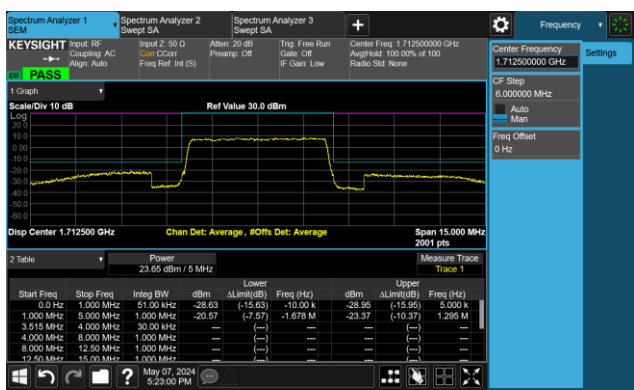 Spectrum Analyzer 1
SEM
Spectrum Analyzer 2
Swept SA
Spectrum Analyzer 3
Swept SA
+
Frequency
KEYSIGHT
Input: RF
Coupling: AC
Align: Auto
Input Z: 50 Ω
Corr CCorr
Freq Ref: Int (S)
Atten: 20 dB
Preamp: Off
Trig: Free Run
Gate: Off
IF Gain: Low
Center Freq: 1.712500000 GHz
Avg|Hold: 100.00% of 100
Radio Std: None
PASS
Center Frequency
1.712500000 GHz
Settings
CF Step
6.000000 MHz
Auto
Man
Freq Offset
0 Hz
1 Graph
Scale/Div 10 dB
Ref Value 30.0 dBm
Log
20.0
10.0
0.00
-10.0
-20.0
-30.0
-40.0
-50.0
-60.0
Disp Center 1.712500 GHz
Chan Det: Average, #Offs Det: Average
Span 15.000 MHz
2001 pts
2 Table
Power
23.65 dBm / 5 MHz
Measure Trace
Trace 1
Lower Upper
Start Freq Stop Freq Integ BW dBm ΔLimit(dB) Freq (Hz) dBm ΔLimit(dB) Freq (Hz)
0.0 Hz 1.000 MHz 51.00 kHz -28.63 (-15.63) -10.00 k -28.95 (-15.95) 5.000 k
1.000 MHz 5.000 MHz 1.000 MHz -20.57 (-7.57) -1.678 M -23.37 (-10.37) 1.295 M
3.515 MHz 4.000 MHz 30.00 kHz --- (---) --- --- (---) ---
4.000 MHz 8.000 MHz 1.000 MHz --- (---) --- --- (---) ---
8.000 MHz 12.50 MHz 1.000 MHz --- (---) --- --- (---) ---
12.50 MHz 15.00 MHz 1.000 MHz --- (---) --- --- (---) ---
?
May 07, 2024
5:23:00 PM